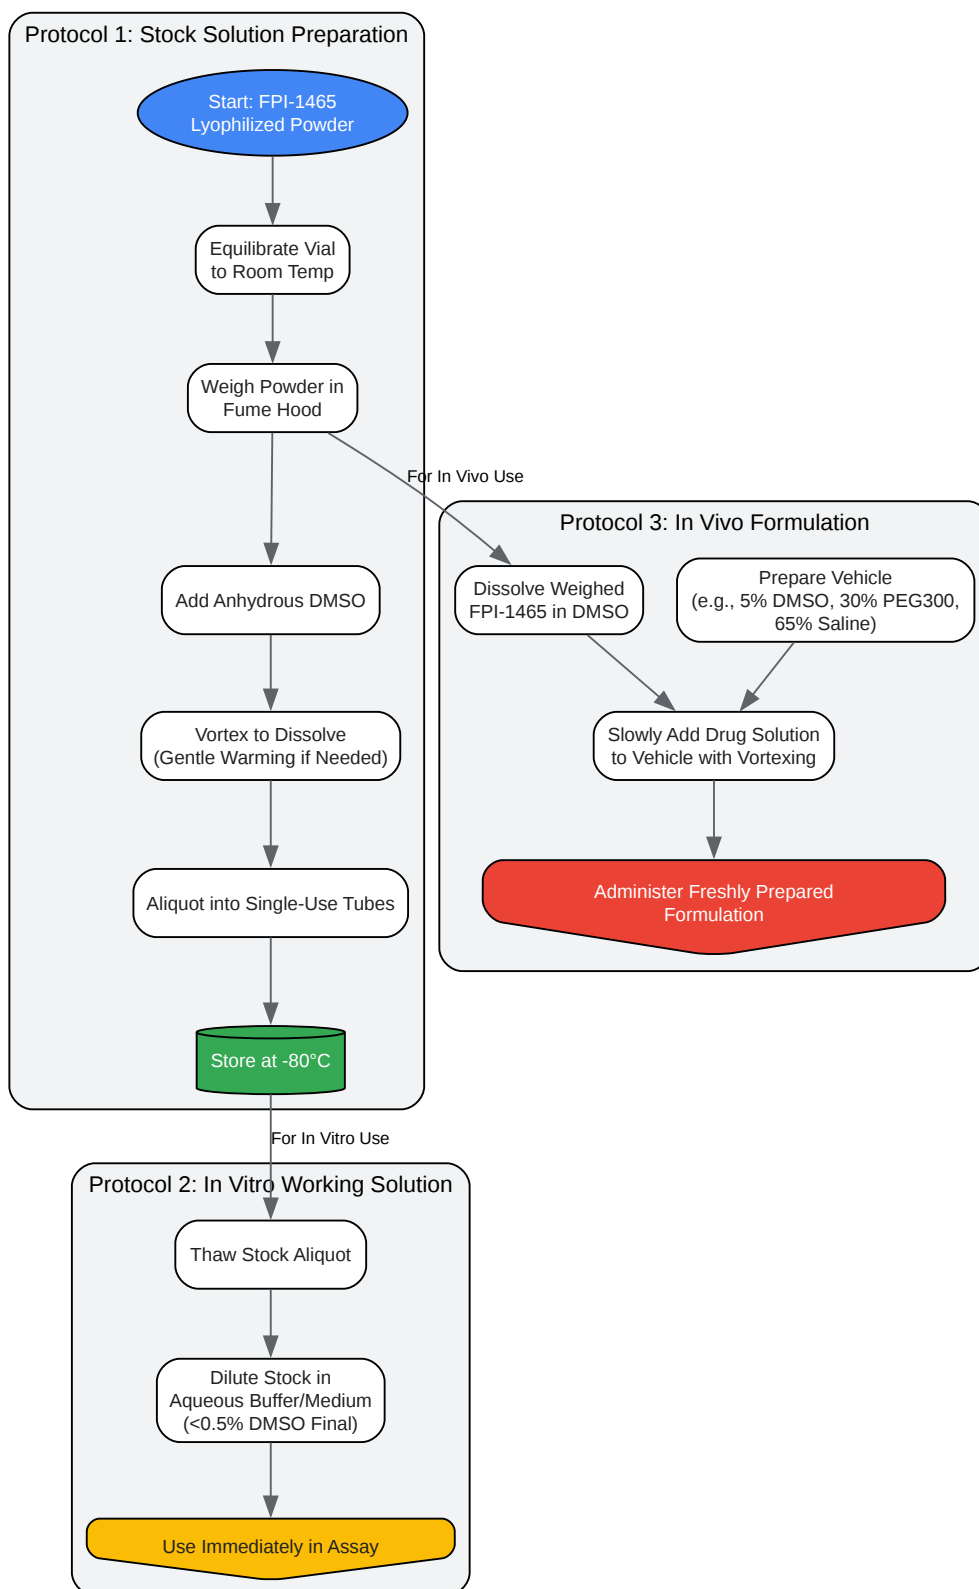 Protocol 1: Stock Solution Preparation
Start: FPI-1465
Lyophilized Powder
Equilibrate Vial
to Room Temp
Weigh Powder in
Fume Hood
For In Vivo Use
Add Anhydrous DMSO
Vortex to Dissolve
(Gentle Warming if Needed)
Aliquot into Single-Use Tubes
Store at -80°C
For In Vitro Use
Protocol 3: In Vivo Formulation
Dissolve Weighed
FPI-1465 in DMSO
Prepare Vehicle
(e.g., 5% DMSO, 30% PEG300,
65% Saline)
Slowly Add Drug Solution
to Vehicle with Vortexing
Administer Freshly Prepared
Formulation
Protocol 2: In Vitro Working Solution
Thaw Stock Aliquot
Dilute Stock in
Aqueous Buffer/Medium
(<0.5% DMSO Final)
Use Immediately in Assay